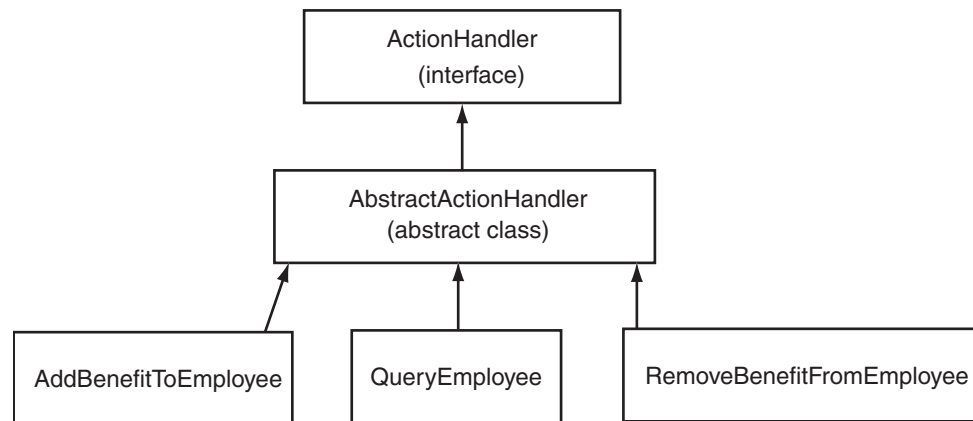 ActionHandler
(interface)
AbstractActionHandler
(abstract class)
AddBenefitToEmployee
QueryEmployee
RemoveBenefitFromEmployee